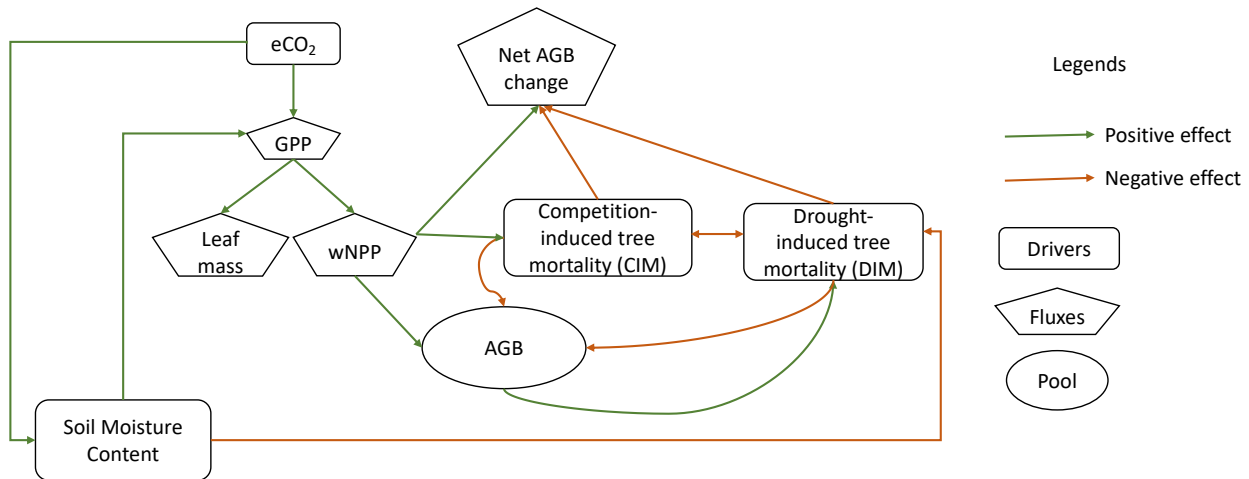 eCO₂
Net AGB
change
Legends
GPP
Positive effect
Negative effect
Leaf
mass
wNPP
Competition-
induced tree
mortality (CIM)
Drought-
induced tree
mortality (DIM)
Drivers
Fluxes
AGB
Pool
Soil Moisture
Content